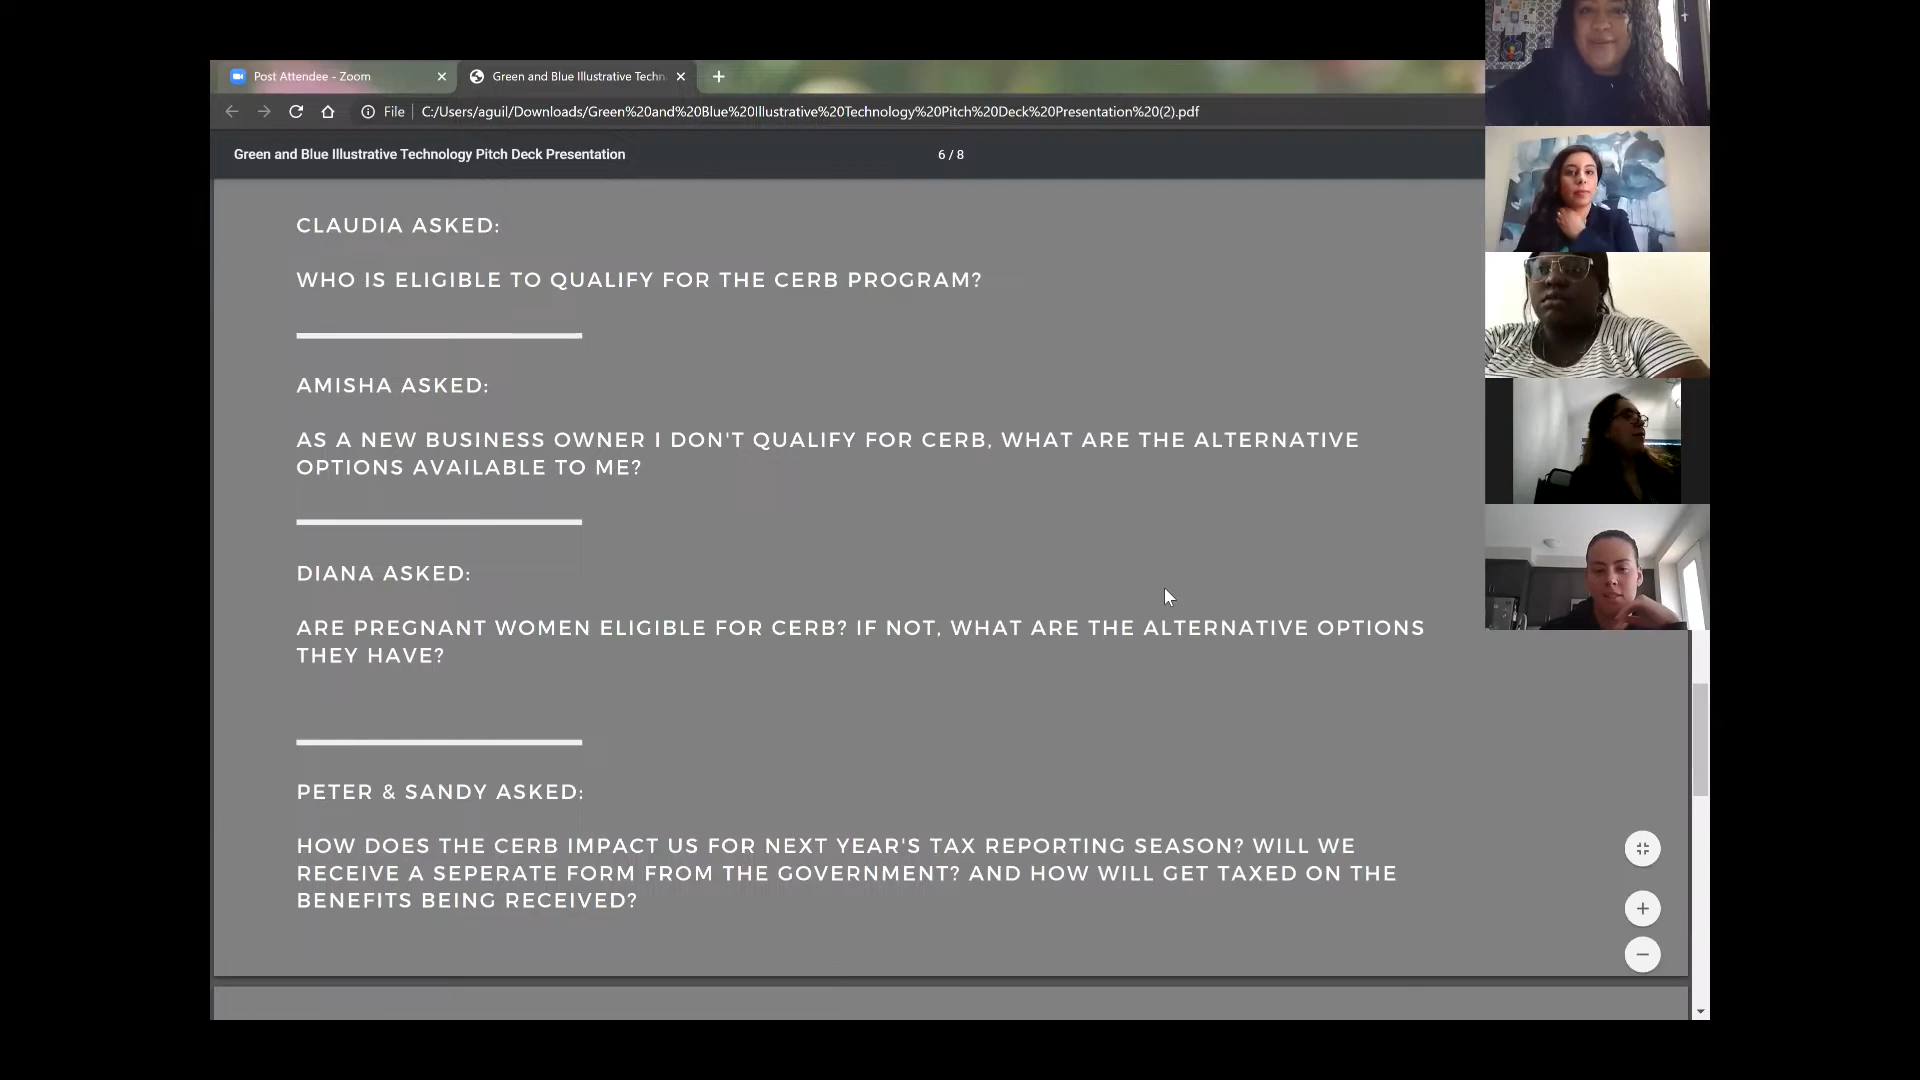 Post Attendee - Zoom
Green and Blue Illustrative Techn
File
C:/Users/aguil/Downloads/Green%20and%20Blue%20Illustrative%20Technology%20Pitch%20Deck%20Presentation%20(2).pdf
Green and Blue Illustrative Technology Pitch Deck Presentation
6 / 8
CLAUDIA ASKED:
WHO IS ELIGIBLE TO QUALIFY FOR THE CERB PROGRAM?
AMISHA ASKED:
AS A NEW BUSINESS OWNER I DON'T QUALIFY FOR CERB, WHAT ARE THE ALTERNATIVE
OPTIONS AVAILABLE TO ME?
DIANA ASKED:
ARE PREGNANT WOMEN ELIGIBLE FOR CERB? IF NOT, WHAT ARE THE ALTERNATIVE OPTIONS
THEY HAVE?
PETER & SANDY ASKED:
HOW DOES THE CERB IMPACT US FOR NEXT YEAR'S TAX REPORTING SEASON? WILL WE
RECEIVE A SEPERATE FORM FROM THE GOVERNMENT? AND HOW WILL GET TAXED ON THE
BENEFITS BEING RECEIVED?